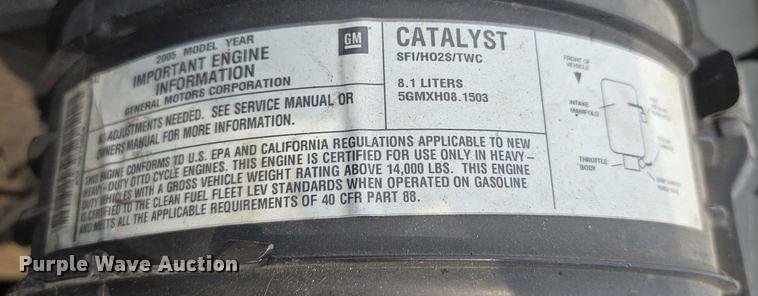 2005 MODEL YEAR
IMPORTANT ENGINE
INFORMATION
GENERAL MOTORS CORPORATION
GM
CATALYST
SFI/HO2S/TWC
8.1 LITERS
5GMXH08.1503
NO ADJUSTMENTS NEEDED. SEE SERVICE MANUAL OR
OWNERS MANUAL FOR MORE INFORMATION.
THIS ENGINE CONFORMS TO U.S. EPA AND CALIFORNIA REGULATIONS APPLICABLE TO NEW
HEAVY-DUTY OTTO CYCLE ENGINES. THIS ENGINE IS CERTIFIED FOR USE ONLY IN HEAVY-
DUTY VEHICLES WITH A GROSS VEHICLE WEIGHT RATING ABOVE 14,000 LBS. THIS ENGINE
IS CERTIFIED TO THE CLEAN FUEL FLEET LEV STANDARDS WHEN OPERATED ON GASOLINE
AND MEETS ALL THE APPLICABLE REQUIREMENTS OF 40 CFR PART 88.
FRONT OF
VEHICLE
INTAKE
MANIFOLD
THROTTLE
BODY
Purple Wave Auction